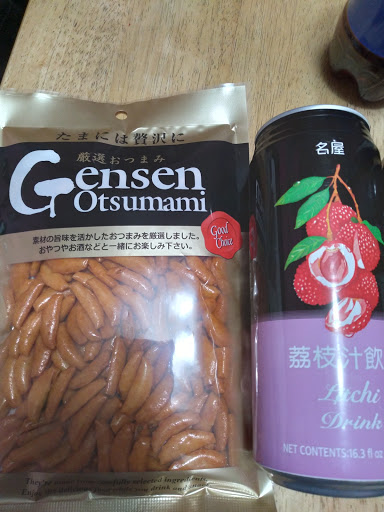 たまには贅沢に
厳選おつまみ
Gensen
Otsumami
素材の旨味を活かしたおつまみを厳選しました。
おやつやお酒などと一緒にお楽しみ下さい。
Good
Choice
名屋
荔枝汁飲
Litchi
Drink
NET CONTENTS:16.3 fl oz